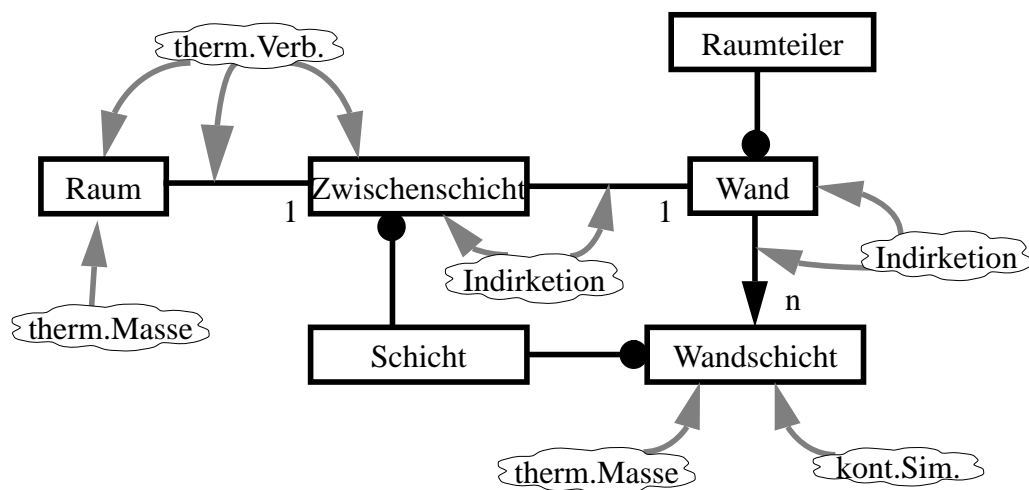 therm.Verb.
Raumteiler
Raum
Zwischenschicht
Wand
1
1
Indirketion
Indirketion
n
therm.Masse
Schicht
Wandschicht
therm.Masse
kont.Sim.